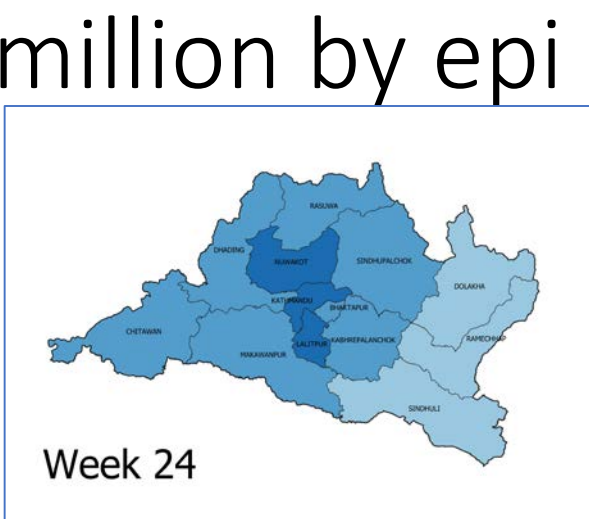 million by epi
RASUWA
DHADING
NUWAKOT
SINDHUPALCHOK
DOLAKHA
KATHMANDU
BHAKTAPUR
CHITAWAN
LALITPUR
KABHREPALANCHOK
RAMECHHAP
MAKAWANPUR
SINDHULI
Week 24